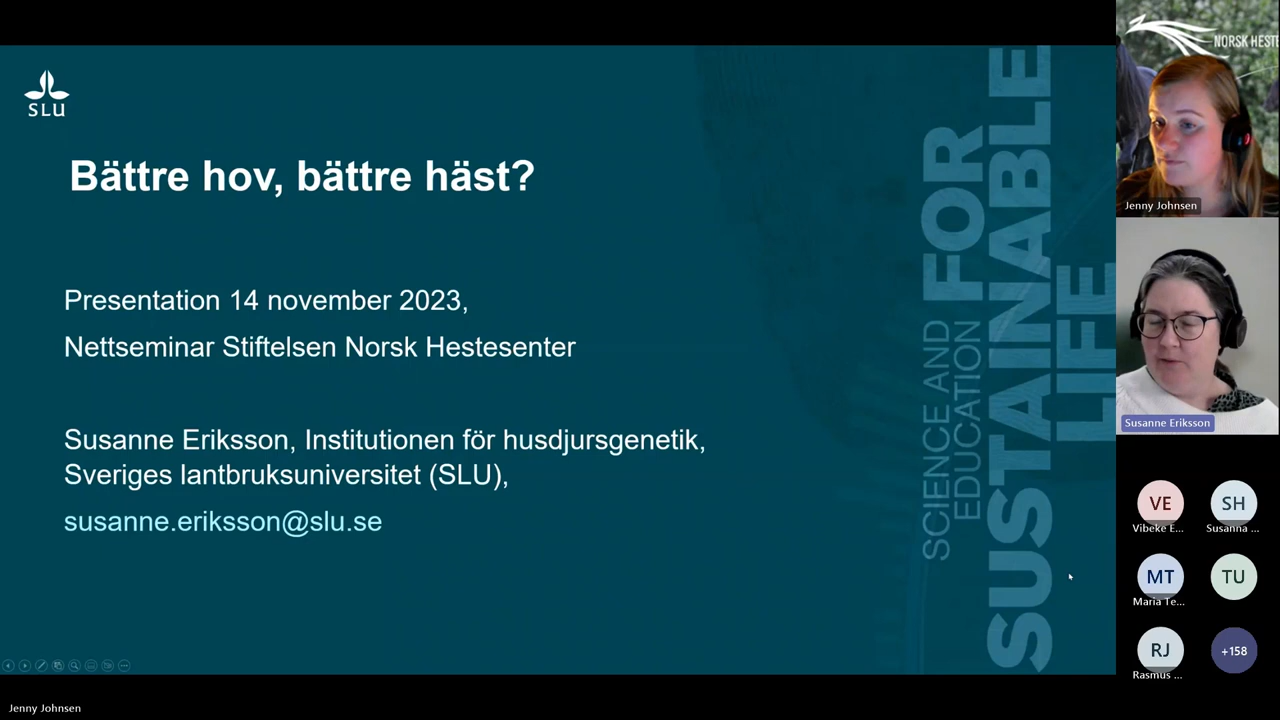 SLU
Bättre hov, bättre häst?
Presentation 14 november 2023,
Nettseminar Stiftelsen Norsk Hestesenter
Susanne Eriksson, Institutionen för husdjursgenetik,
Sveriges lantbruksuniversitet (SLU),
susanne.eriksson@slu.se
SCIENCE AND
EDUCATION
FOR
SUSTAINABLE
LIFE
NORSK HESTE
Jenny Johnsen
Susanne Eriksson
VE
SH
Vibeke E...
Susanna ...
MT
TU
Maria Te...
RJ
+158
Rasmus ...
Jenny Johnsen